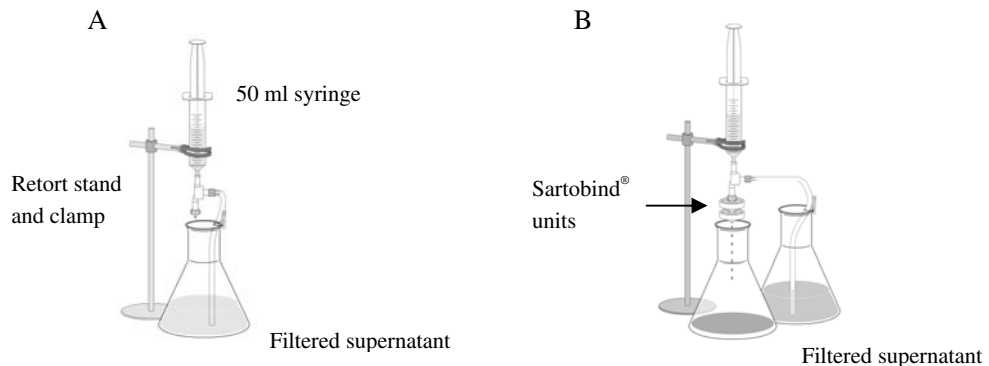 A
50 ml syringe
Retort stand
and clamp
Filtered supernatant
B
Sartobind®
units
Filtered supernatant